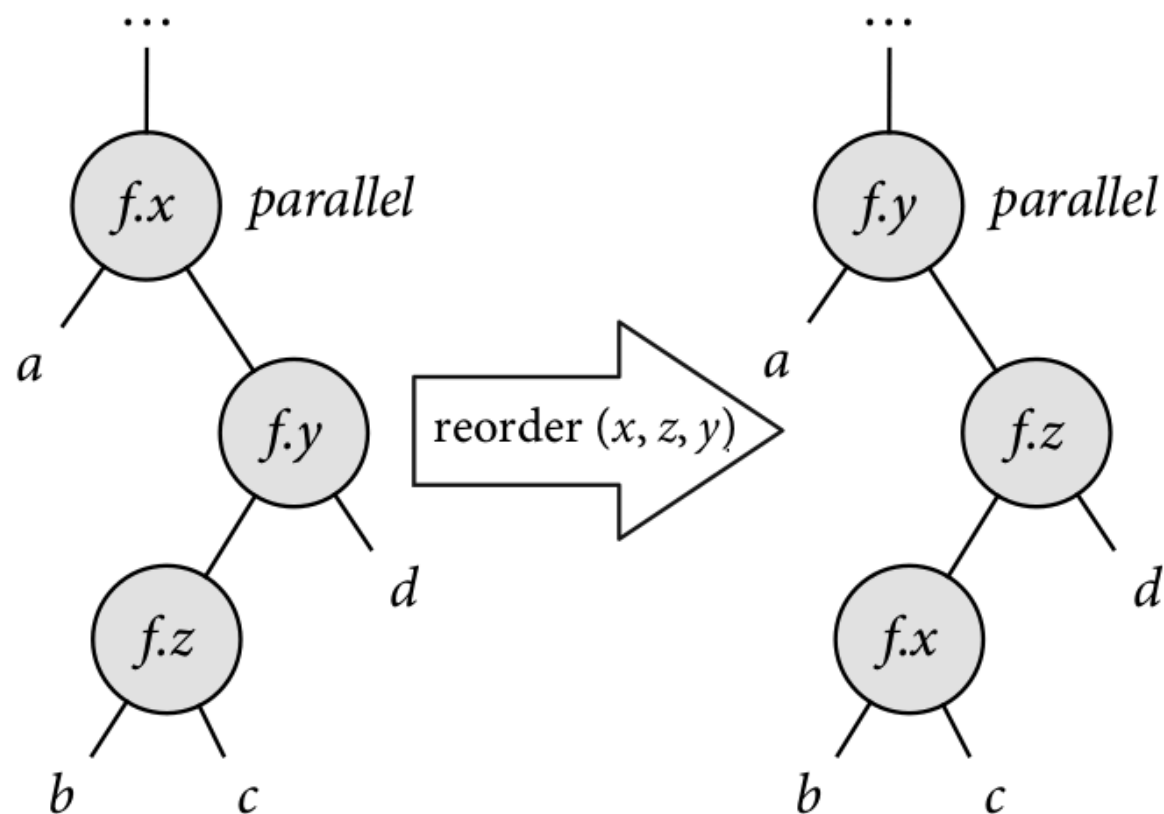 ... ...
f.x parallel
f.y parallel
a
a
f.y
reorder (x, z, y)
f.z
d
d
f.z
f.x
b c
b c